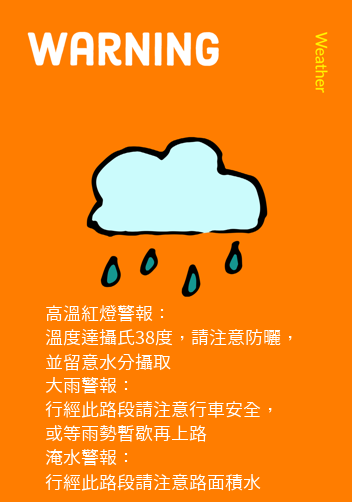 WARNING
Weather
高溫紅燈警報：
溫度達攝氏38度，請注意防曬，
並留意水分攝取
大雨警報：
行經此路段請注意行車安全，
或等雨勢暫歇再上路
淹水警報：
行經此路段請注意路面積水